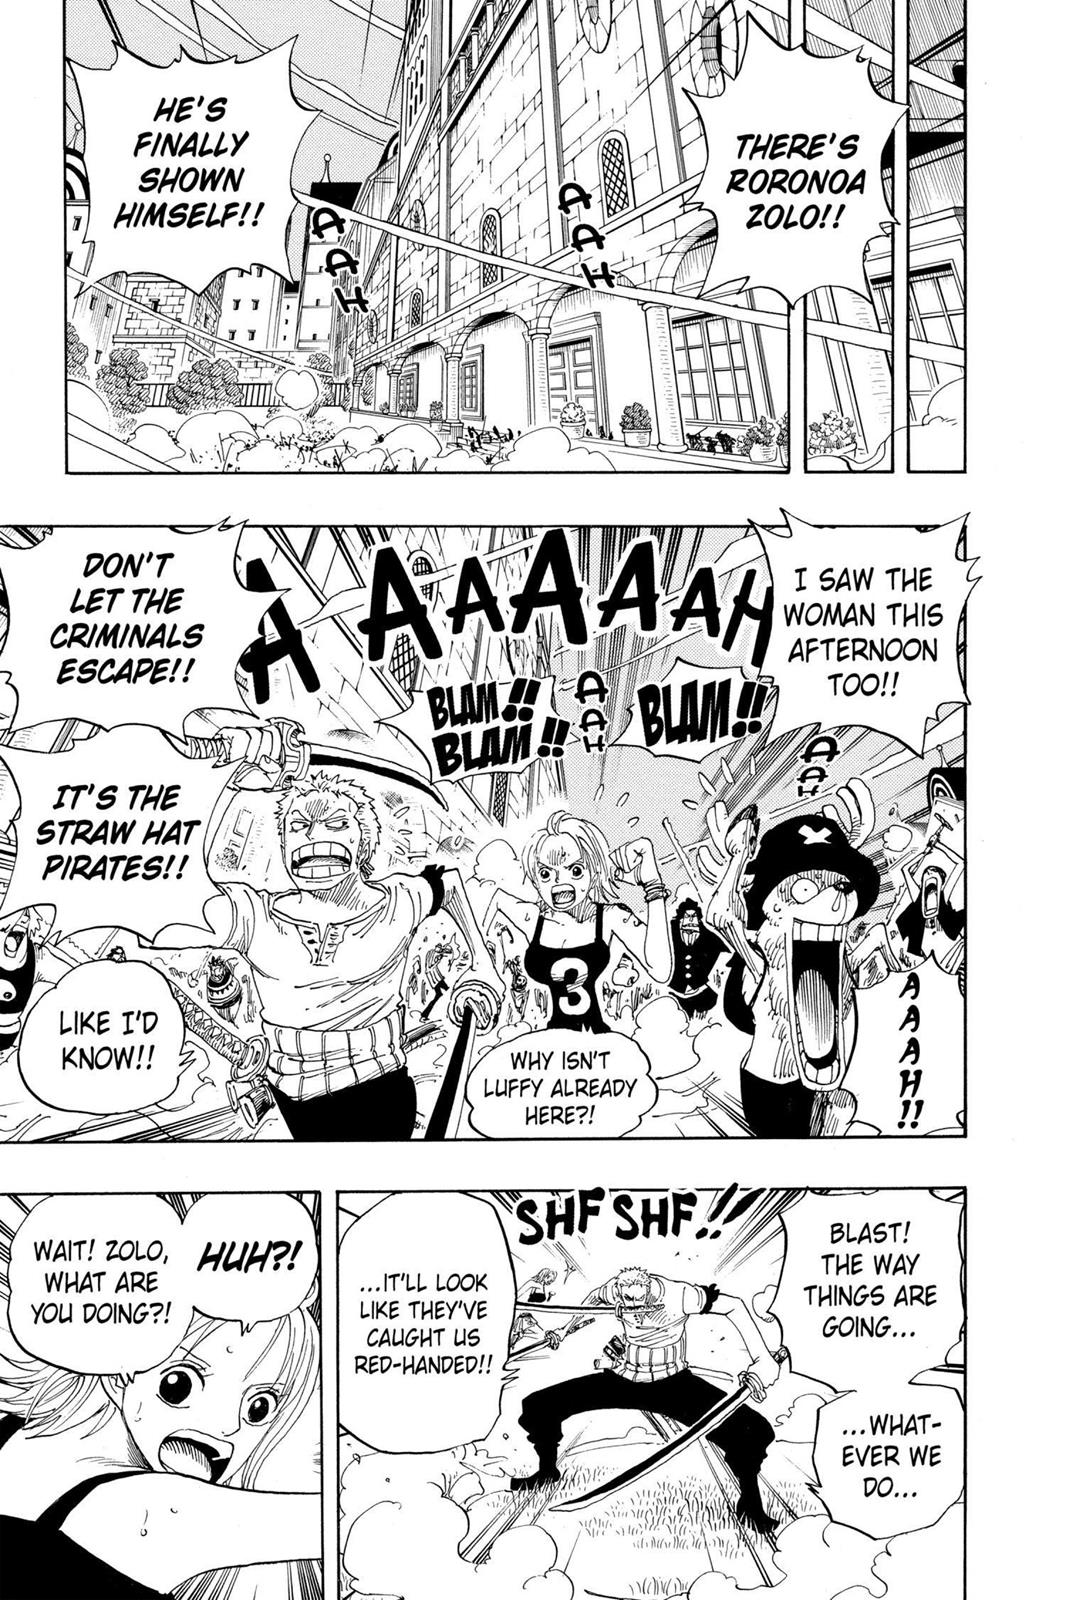 THERE'S
RORONOA
ZOLO!!
HE'S
FINALLY
SHOWN
HIMSELF!!
AAH
AAH
I SAW THE
WOMAN THIS
AFTERNOON
TOO!!
A AAAAAAH
DON'T
LET THE
CRIMINALS
ESCAPE!!
BLAM!!
BLAM!!
BLAM!!
AAH
AAH
IT'S THE
STRAW HAT
PIRATES!!
AAAH!!
WHY ISN'T
LUFFY ALREADY
HERE?!
3
LIKE I'D
KNOW!!
BLAST!
THE WAY
THINGS ARE
GOING...
...WHAT-
EVER WE
DO...
SHF SHF!!
...IT'LL LOOK
LIKE THEY'VE
CAUGHT US
RED-HANDED!!
HUH?!
WAIT! ZOLO,
WHAT ARE
YOU DOING?!